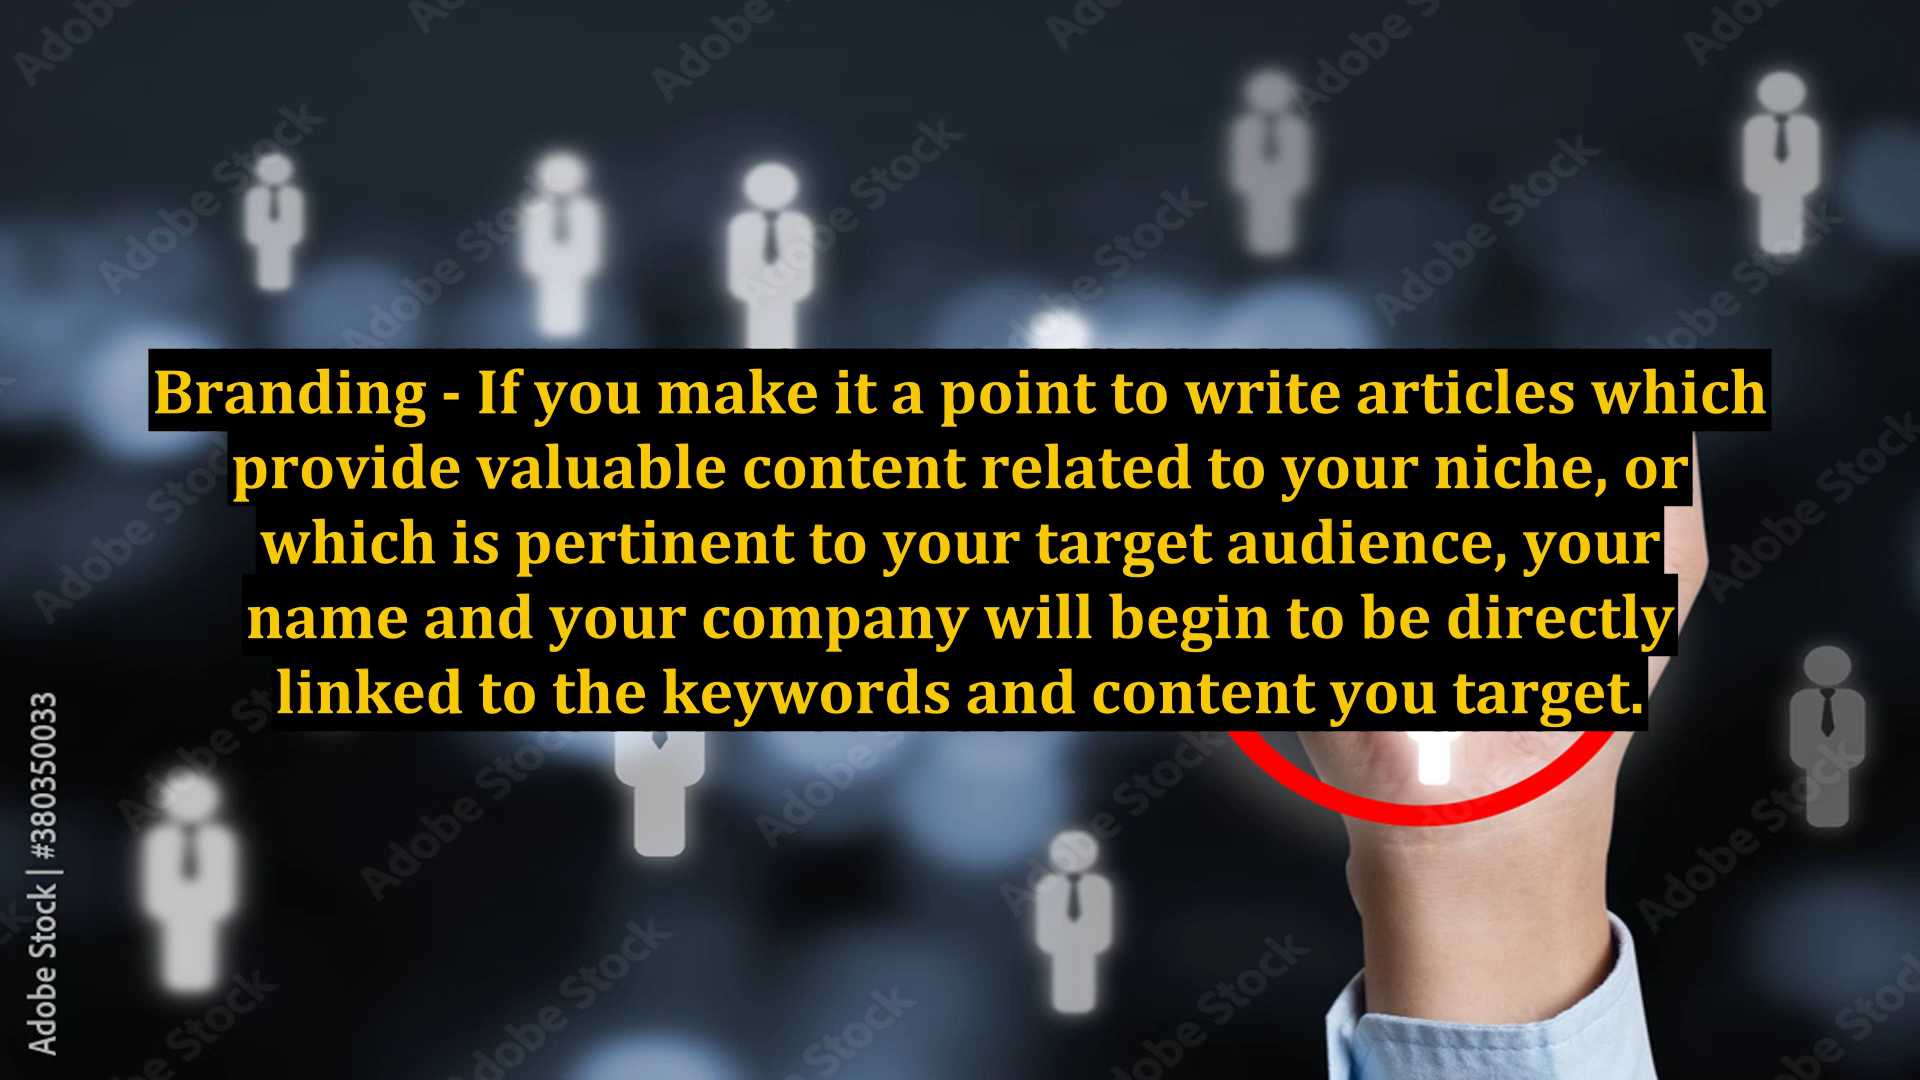 Branding - If you make it a point to write articles which
provide valuable content related to your niche, or
which is pertinent to your target audience, your
name and your company will begin to be directly
linked to the keywords and content you target.
Adobe Stock | #380350033
Adobe Stock